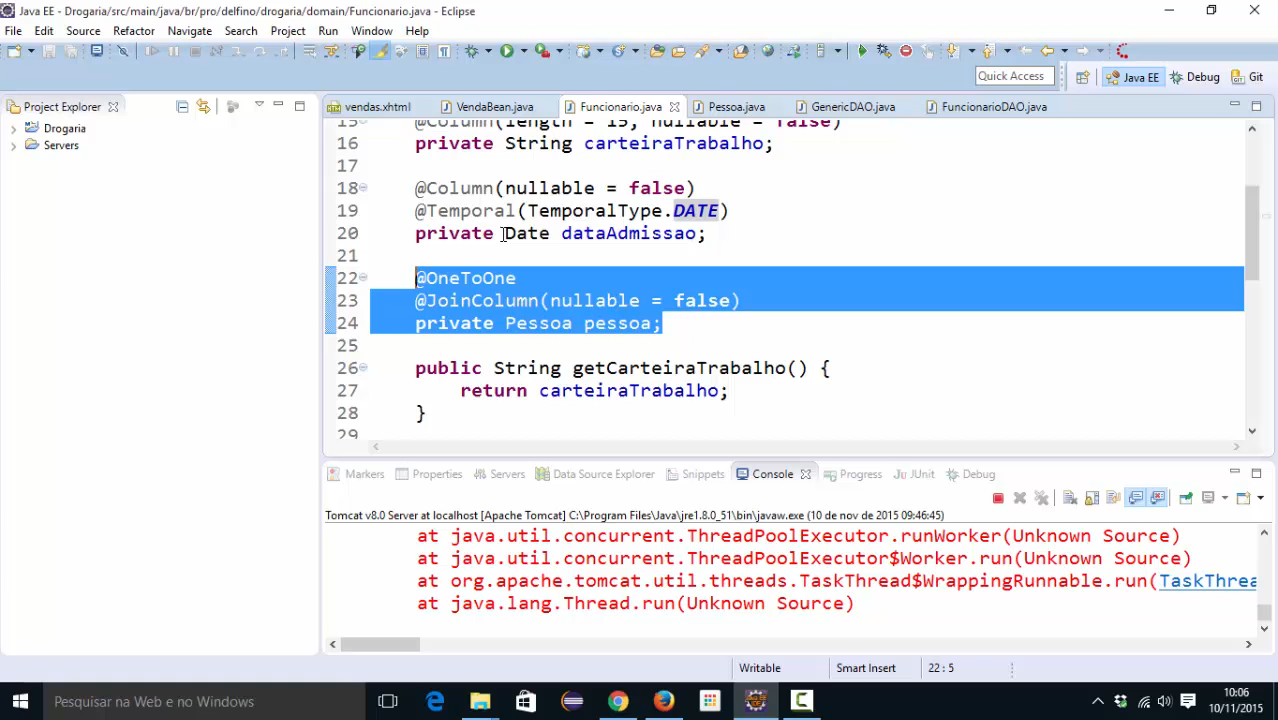 Java EE - Drogaria/src/main/java/br/pro/delfino/drogaria/domain/Funcionario.java - Eclipse
File Edit Source Refactor Navigate Search Project Run Window Help
Quick Access
Java EE
Debug
Git
Project Explorer
Drogaria
Servers
vendas.xhtml
VendaBean.java
Funcionario.java
Pessoa.java
GenericDAO.java
FuncionarioDAO.java
15 @Column(length = 15, nullable = false)
16 private String carteiraTrabalho;
17
18 @Column(nullable = false)
19 @Temporal(TemporalType.DATE)
20 private Date dataAdmissao;
21
22 @OneToOne
23 @JoinColumn(nullable = false)
24 private Pessoa pessoa;
25
26 public String getCarteiraTrabalho() {
27 return carteiraTrabalho;
28 }
29
Markers Properties Servers Data Source Explorer Snippets Console Progress JUnit Debug
Tomcat v8.0 Server at localhost [Apache Tomcat] C:\Program Files\Java\jre1.8.0_51\bin\javaw.exe (10 de nov de 2015 09:46:45)
at java.util.concurrent.ThreadPoolExecutor.runWorker(Unknown Source)
at java.util.concurrent.ThreadPoolExecutor$Worker.run(Unknown Source)
at org.apache.tomcat.util.threads.TaskThread$WrappingRunnable.run(TaskThrea
at java.lang.Thread.run(Unknown Source)
Writable
Smart Insert
22 : 5
Pesquisar na Web e no Windows
10:06
10/11/2015